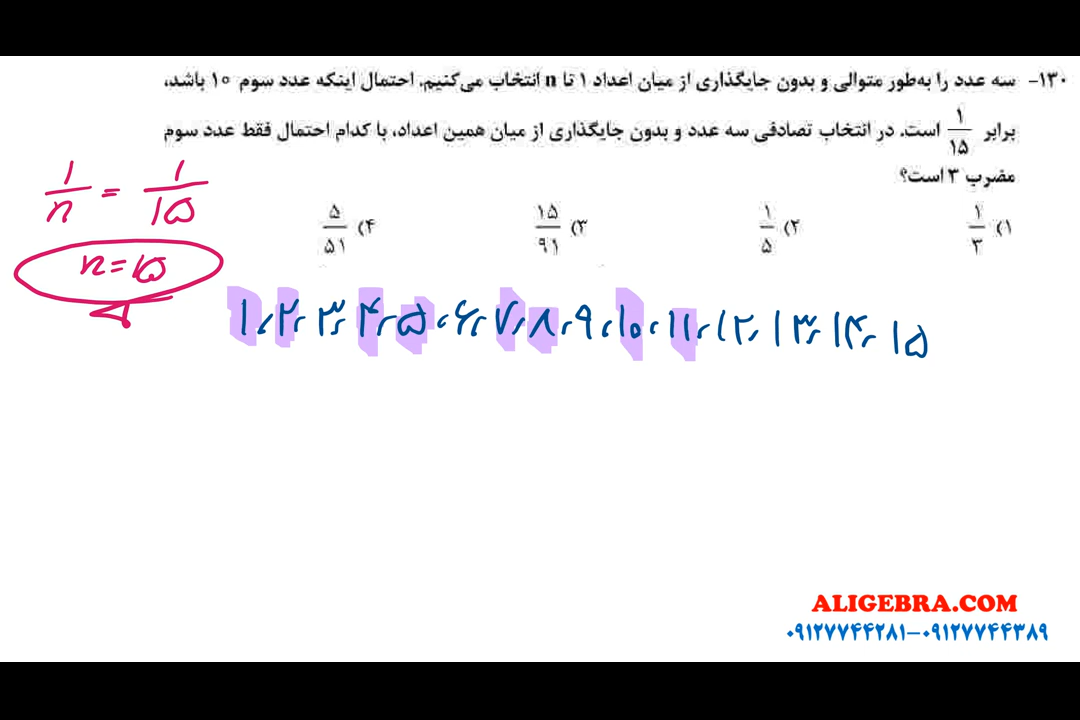 ۱۳۰- سه عدد را به‌طور متوالی و بدون جایگذاری از میان اعداد ۱ تا n انتخاب می‌کنیم. احتمال اینکه عدد سوم ۱۰ باشد،
برابر ۱/۱۵ است. در انتخاب تصادفی سه عدد و بدون جایگذاری از میان همین اعداد، با کدام احتمال فقط عدد سوم
مضرب ۳ است؟
۱) ۱/۳ ۲) ۱/۵ ۳) ۱۵/۹۱ ۴) ۵/۵۱
1/n = 1/۱۵
n=۱۵
۱، ۲، ۳، ۴، ۵، ۶، ۷، ۸، ۹، ۱۰، ۱۱، ۱۲، ۱۳، ۱۴، ۱۵
ALIGEBRA.COM
۰۹۱۲۷۷۴۴۲۸۱-۰۹۱۲۷۷۴۴۳۸۹